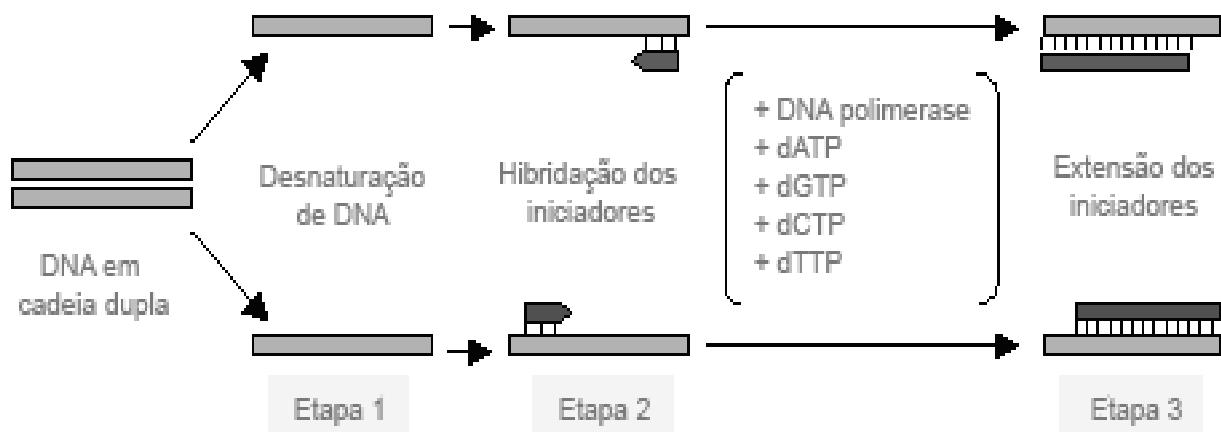 DNA em
cadeia dupla
Desnaturação
de DNA
Hibridação dos
iniciadores
+ DNA polimerase
+ dATP
+ dGTP
+ dCTP
+ dTTP
Extensão dos
iniciadores
Etapa 1
Etapa 2
Etapa 3